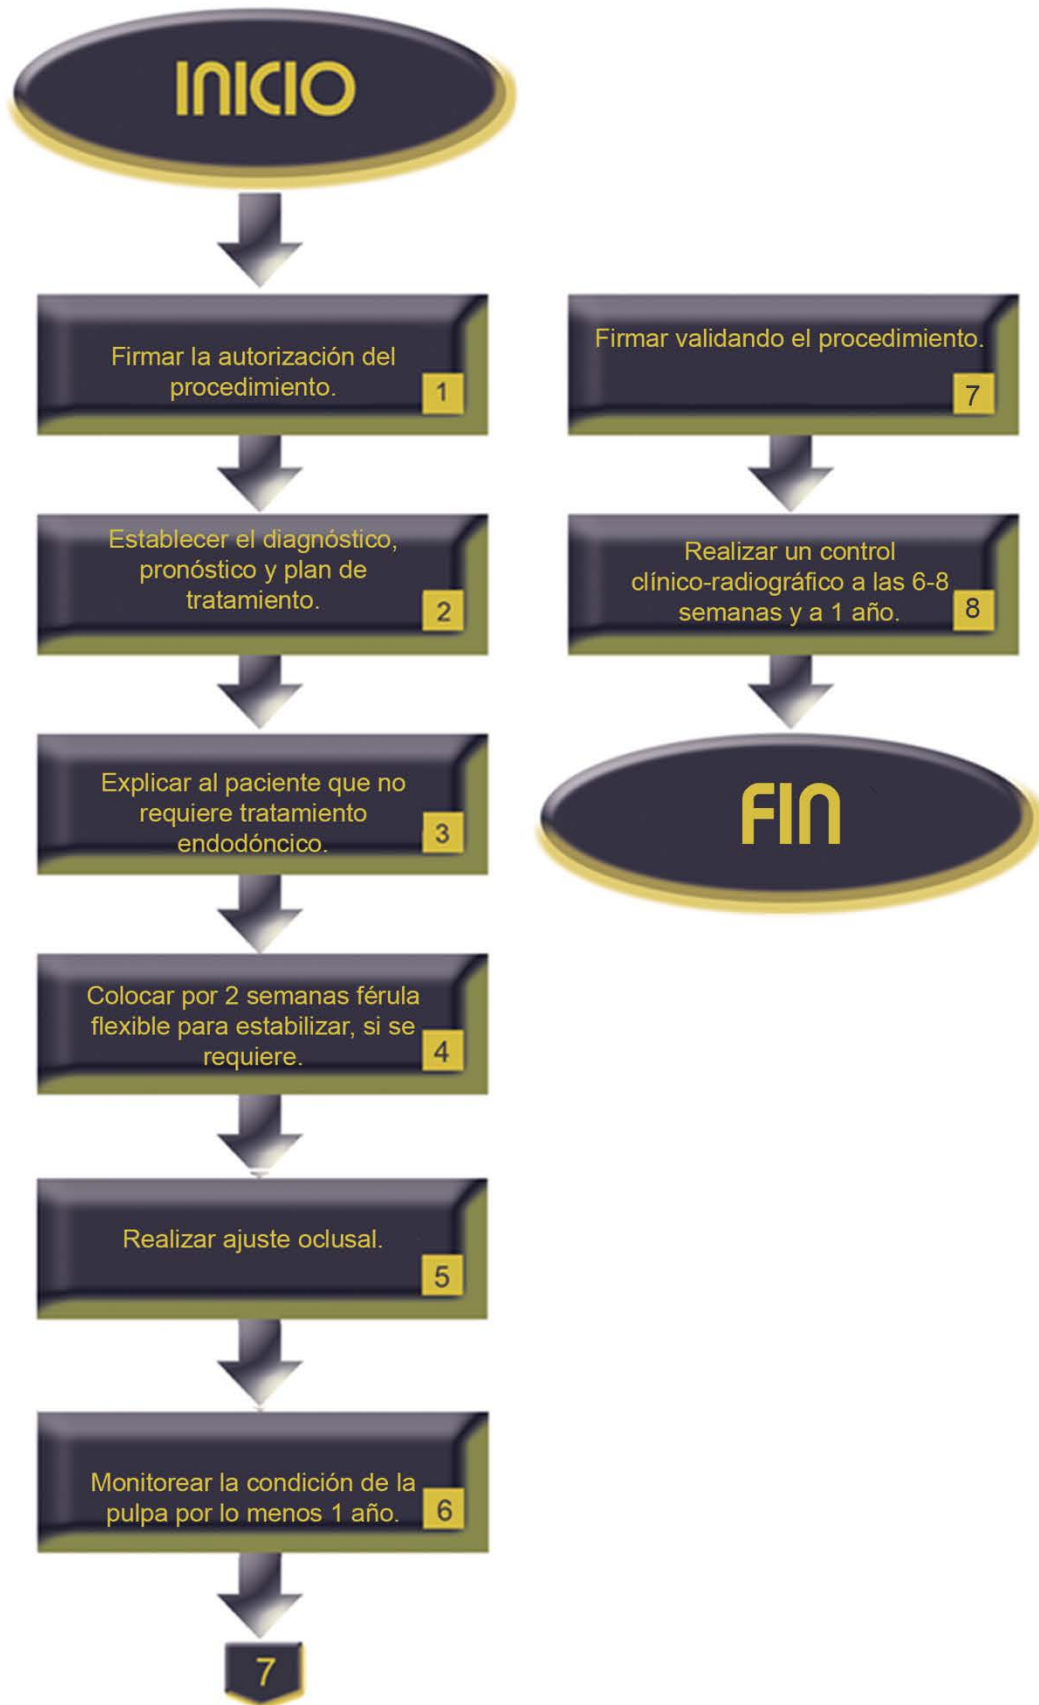 INICIO
Firmar la autorización del
procedimiento.
1
Establecer el diagnóstico,
pronóstico y plan de
tratamiento.
2
Explicar al paciente que no
requiere tratamiento
endodóncico.
3
Colocar por 2 semanas férula
flexible para estabilizar, si se
requiere.
4
Realizar ajuste oclusal.
5
Monitorear la condición de la
pulpa por lo menos 1 año.
6
7
Firmar validando el procedimiento.
7
Realizar un control
clínico-radiográfico a las 6-8
semanas y a 1 año.
8
FIN